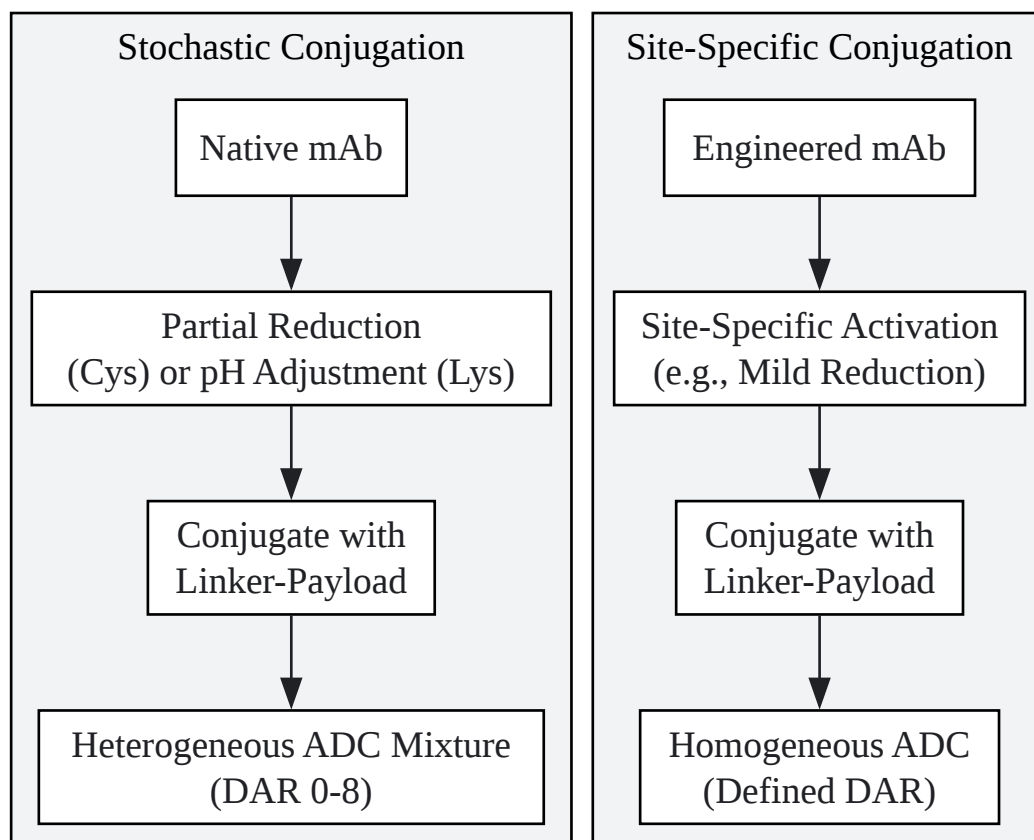 Stochastic Conjugation
Native mAb
Partial Reduction
(Cys) or pH Adjustment (Lys)
Conjugate with
Linker-Payload
Heterogeneous ADC Mixture
(DAR 0-8)
Site-Specific Conjugation
Engineered mAb
Site-Specific Activation
(e.g., Mild Reduction)
Conjugate with
Linker-Payload
Homogeneous ADC
(Defined DAR)